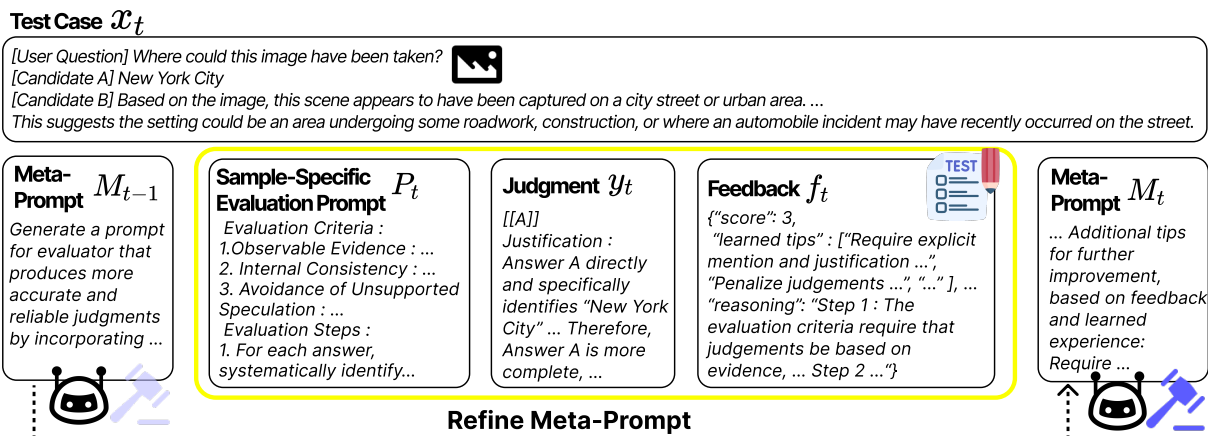 Test Case x_t
[User Question] Where could this image have been taken?
[Candidate A] New York City
[Candidate B] Based on the image, this scene appears to have been captured on a city street or urban area. ...
This suggests the setting could be an area undergoing some roadwork, construction, or where an automobile incident may have recently occurred on the street.
Meta-
Prompt M_{t-1}
Generate a prompt
for evaluator that
produces more
accurate and
reliable judgments
by incorporating ...
Sample-Specific
Evaluation Prompt P_t
Evaluation Criteria :
1.Observable Evidence : ...
2. Internal Consistency : ...
3. Avoidance of Unsupported
Speculation : ...
Evaluation Steps :
1. For each answer,
systematically identify...
Judgment y_t
[[A]]
Justification :
Answer A directly
and specifically
identifies “New York
City” ... Therefore,
Answer A is more
complete, ...
Feedback f_t
TEST
{“score”: 3,
“learned tips” : [“Require explicit
mention and justification ...”,
“Penalize judgements ...”, “...” ], ...
“reasoning”: “Step 1 : The
evaluation criteria require that
judgements be based on
evidence, ... Step 2 ...“}
Meta-
Prompt M_t
... Additional tips
for further
improvement,
based on feedback
and learned
experience:
Require ...
Refine Meta-Prompt